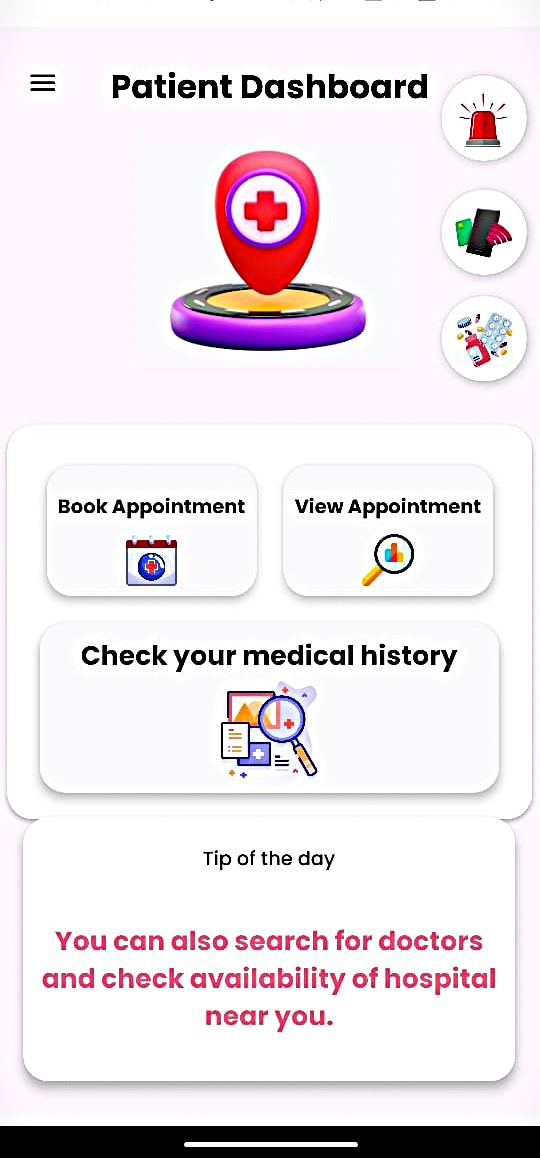 Patient Dashboard
Book Appointment
View Appointment
Check your medical history
Tip of the day
You can also search for doctors
and check availability of hospital
near you.